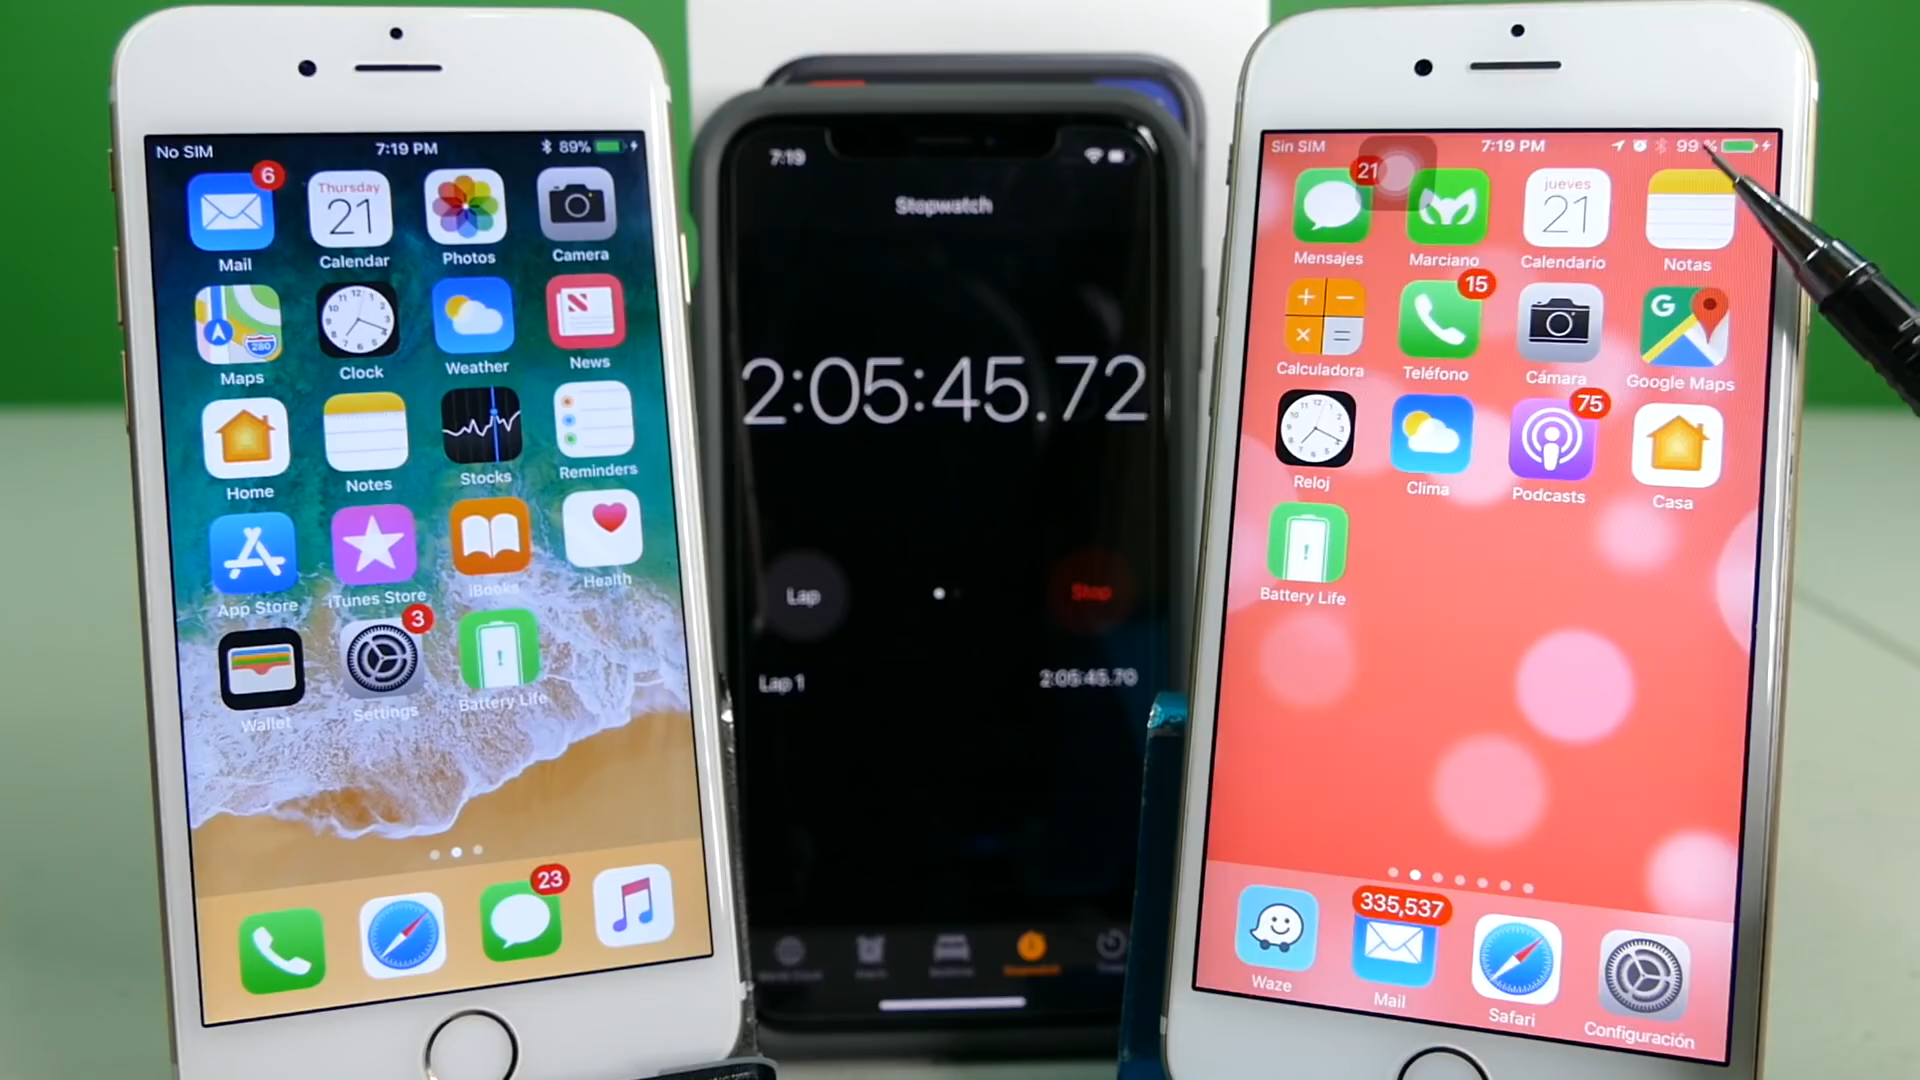 No SIM 7:19 PM 89%
6
Thursday
21
Mail Calendar Photos Camera
280
Maps Clock Weather News
Home Notes Stocks Reminders
App Store iTunes Store iBooks Health
3
Wallet Settings Battery Life
23
7:19
Stopwatch
2:05:45.72
Lap Stop
Lap 1 2:05:45.70
Stopwatch
Sin SIM 7:19 PM 99 %
21
jueves
21
Mensajes Marciano Calendario Notas
15
G
Calculadora Teléfono Cámara Google Maps
75
Reloj Clima Podcasts Casa
Battery Life
335,537
Waze Mail Safari Configuración